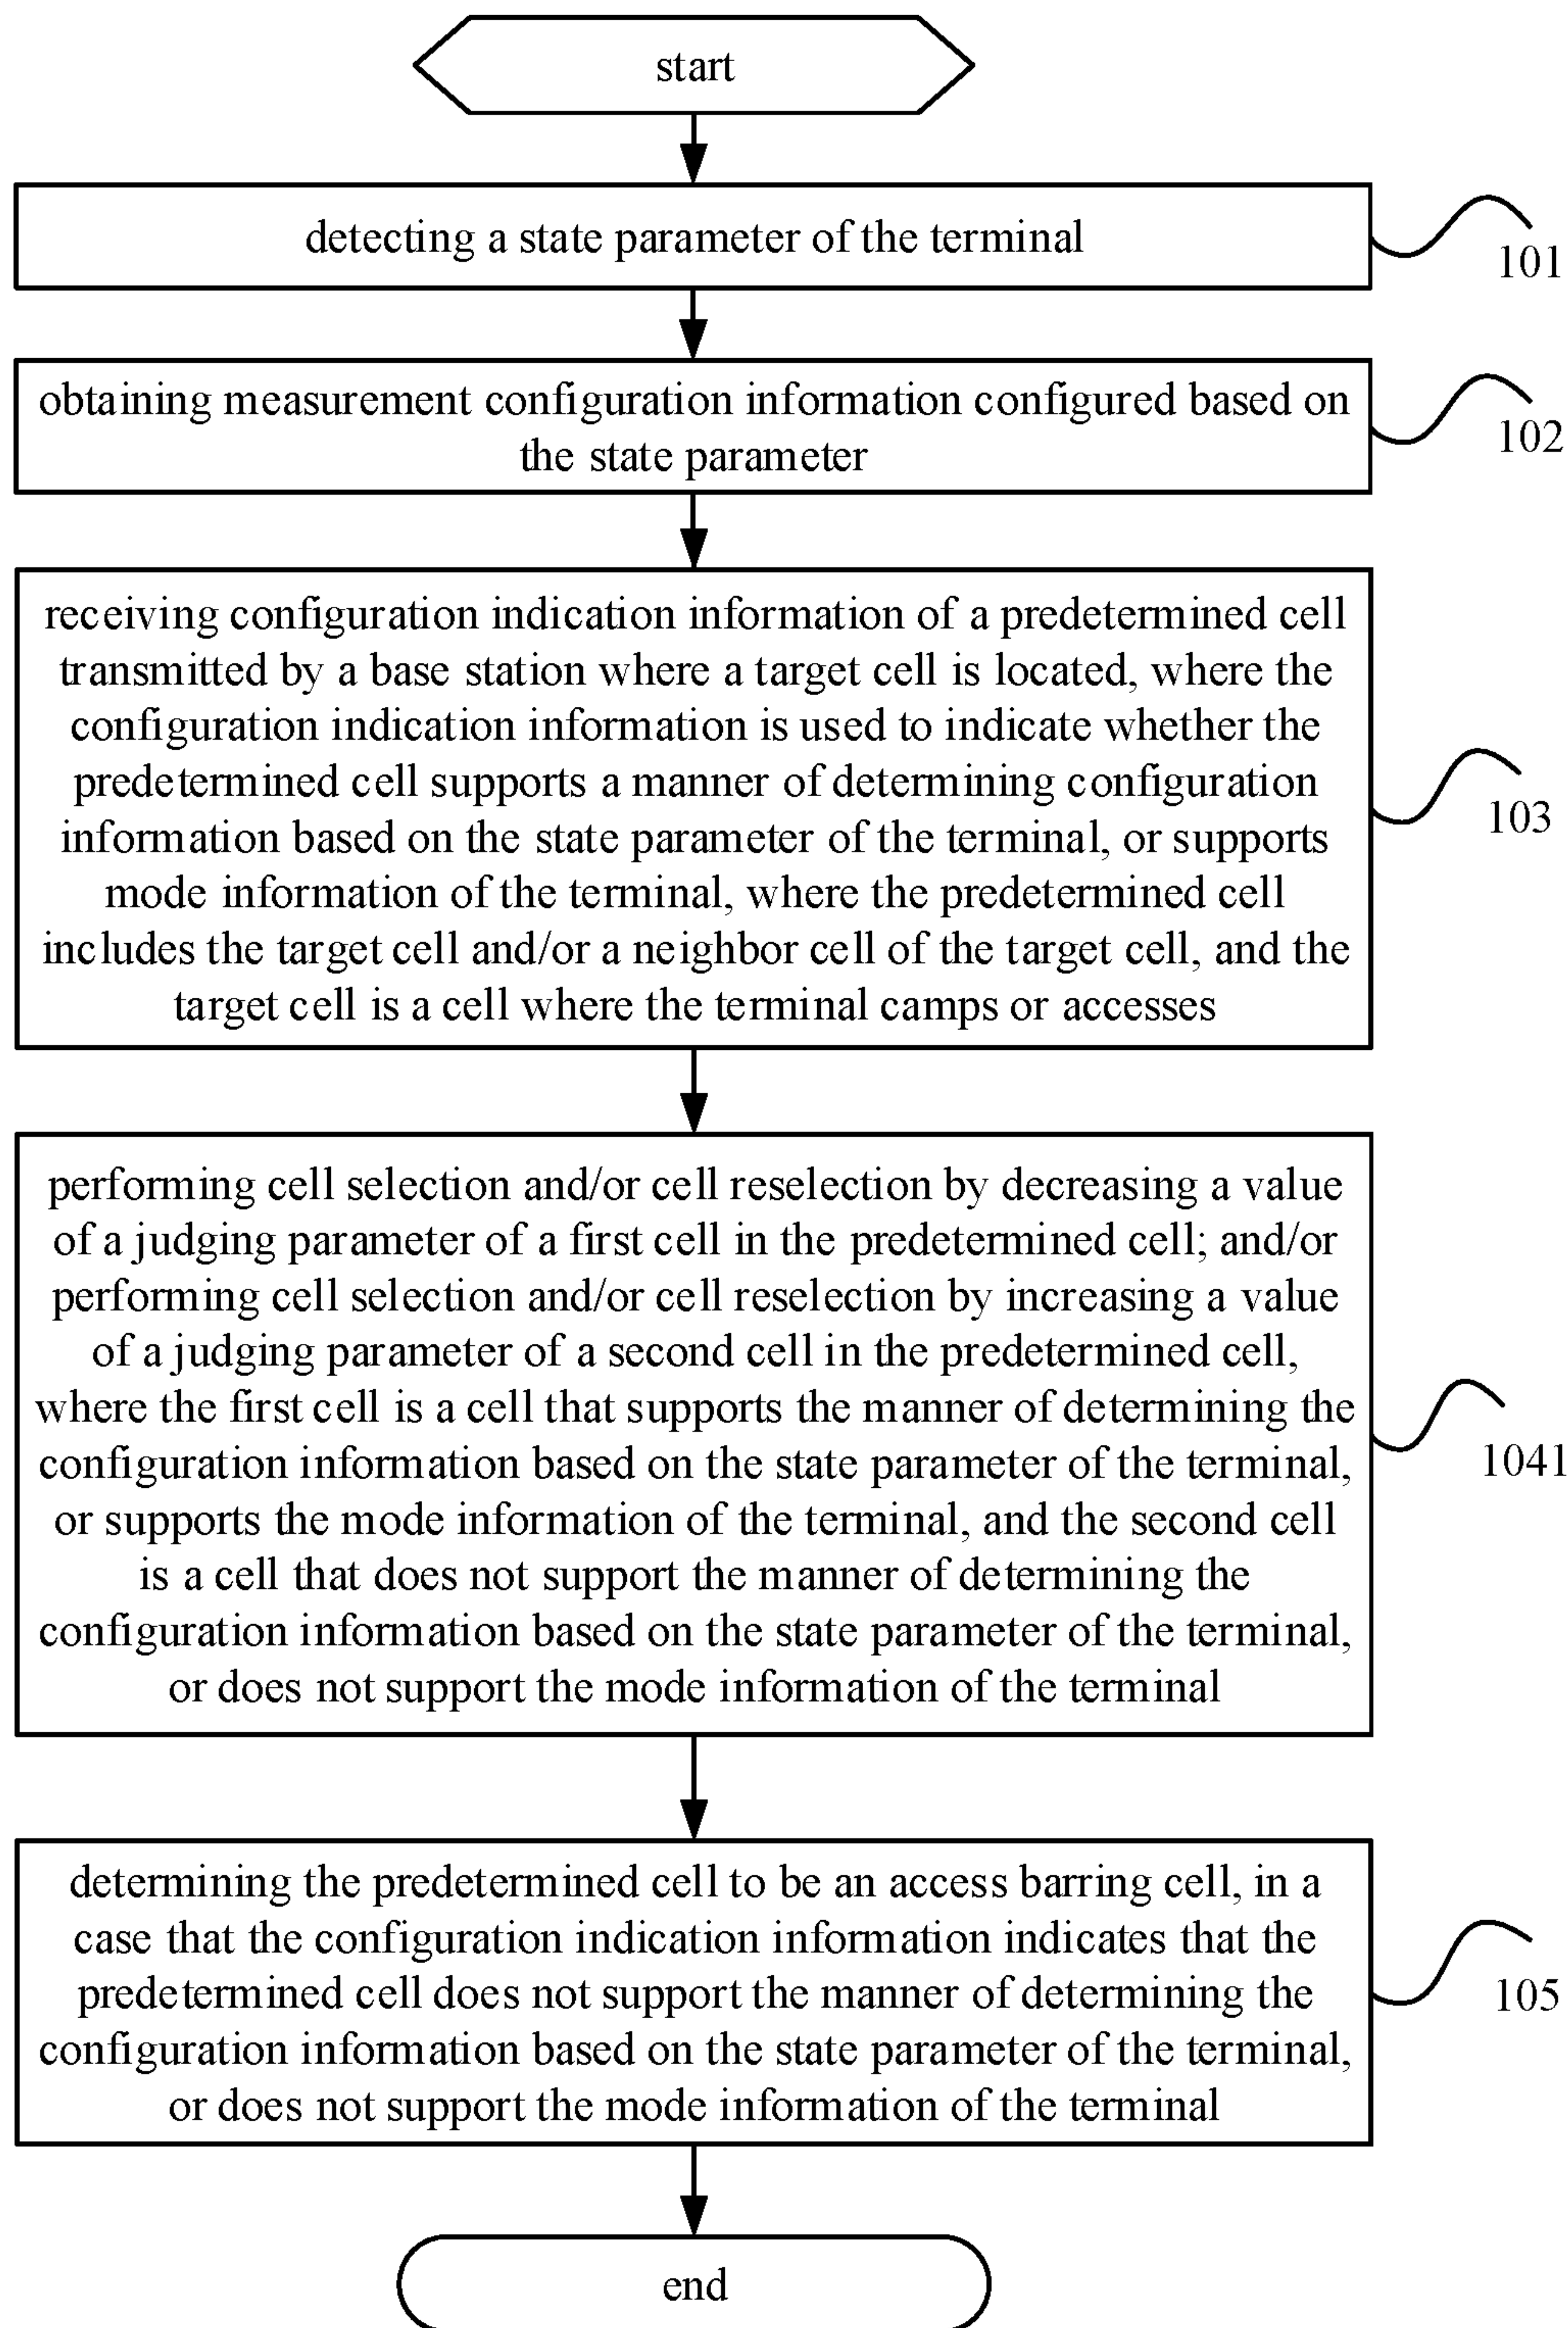 start
detecting a state parameter of the terminal
101
obtaining measurement configuration information configured based on
the state parameter
102
receiving configuration indication information of a predetermined cell
transmitted by a base station where a target cell is located, where the
configuration indication information is used to indicate whether the
predetermined cell supports a manner of determining configuration
information based on the state parameter of the terminal, or supports
mode information of the terminal, where the predetermined cell
includes the target cell and/or a neighbor cell of the target cell, and the
target cell is a cell where the terminal camps or accesses
103
performing cell selection and/or cell reselection by decreasing a value
of a judging parameter of a first cell in the predetermined cell; and/or
performing cell selection and/or cell reselection by increasing a value
of a judging parameter of a second cell in the predetermined cell,
where the first cell is a cell that supports the manner of determining the
configuration information based on the state parameter of the terminal,
or supports the mode information of the terminal, and the second cell
is a cell that does not support the manner of determining the
configuration information based on the state parameter of the terminal,
or does not support the mode information of the terminal
1041
determining the predetermined cell to be an access barring cell, in a
case that the configuration indication information indicates that the
predetermined cell does not support the manner of determining the
configuration information based on the state parameter of the terminal,
or does not support the mode information of the terminal
105
end